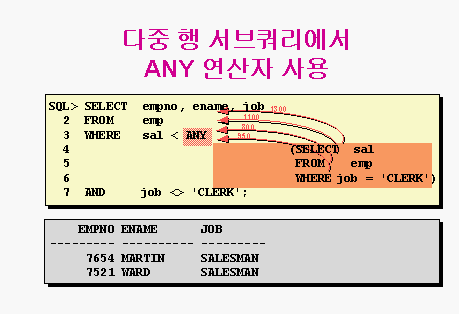 다중 행 서브쿼리에서
ANY 연산자 사용
SQL> SELECT empno, ename, job
1300
2 FROM emp
1100
3 WHERE sal < ANY
800
950
4 (SELECT sal
5 FROM emp
6 WHERE job = 'CLERK')
7 AND job <> 'CLERK';
EMPNO ENAME JOB
--------- ---------- ---------
7654 MARTIN SALESMAN
7521 WARD SALESMAN